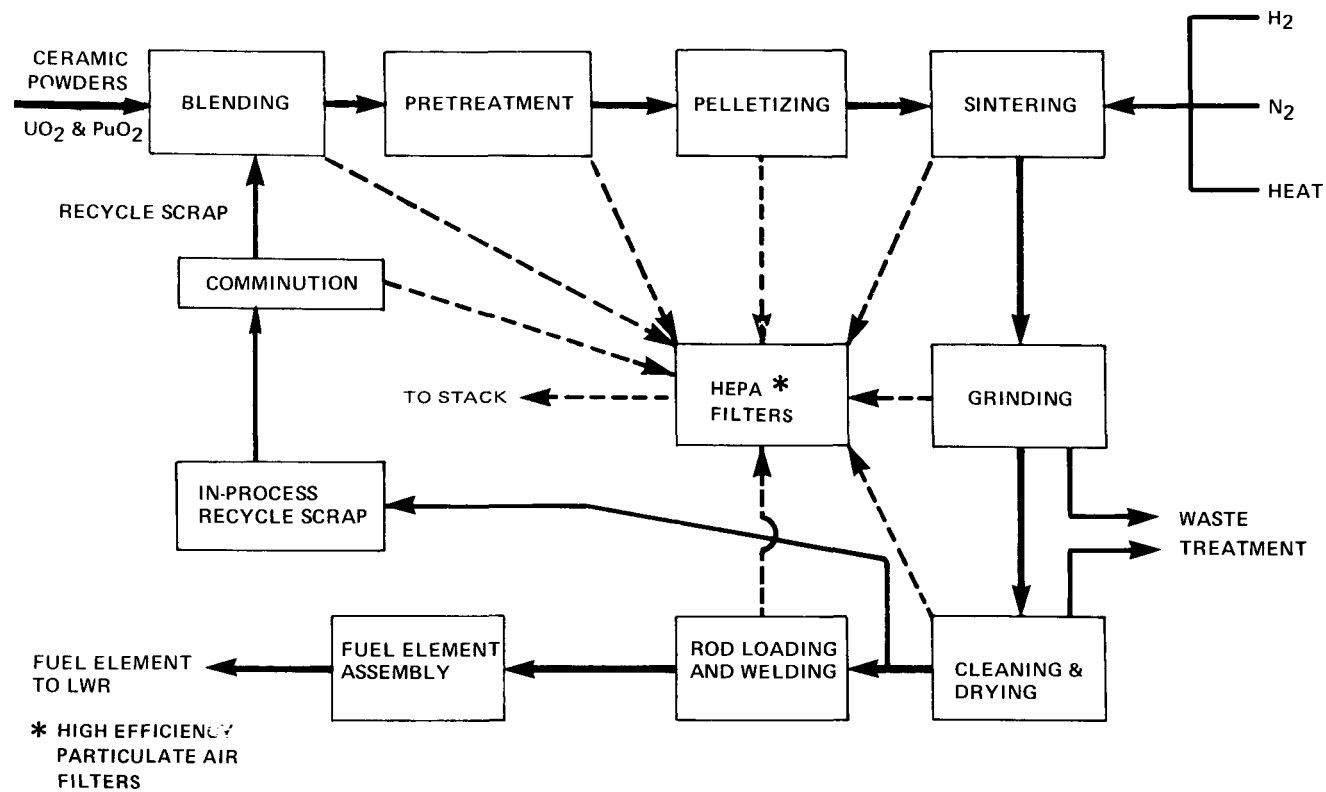 CERAMIC
POWDERS
UO2 & PuO2
BLENDING
PRETREATMENT
PELLETIZING
SINTERING
H2
N2
HEAT
RECYCLE SCRAP
COMMINUTION
TO STACK
HEPA *
FILTERS
GRINDING
IN-PROCESS
RECYCLE SCRAP
WASTE
TREATMENT
FUEL ELEMENT
TO LWR
FUEL ELEMENT
ASSEMBLY
ROD LOADING
AND WELDING
CLEANING &
DRYING
* HIGH EFFICIENCY
PARTICULATE AIR
FILTERS